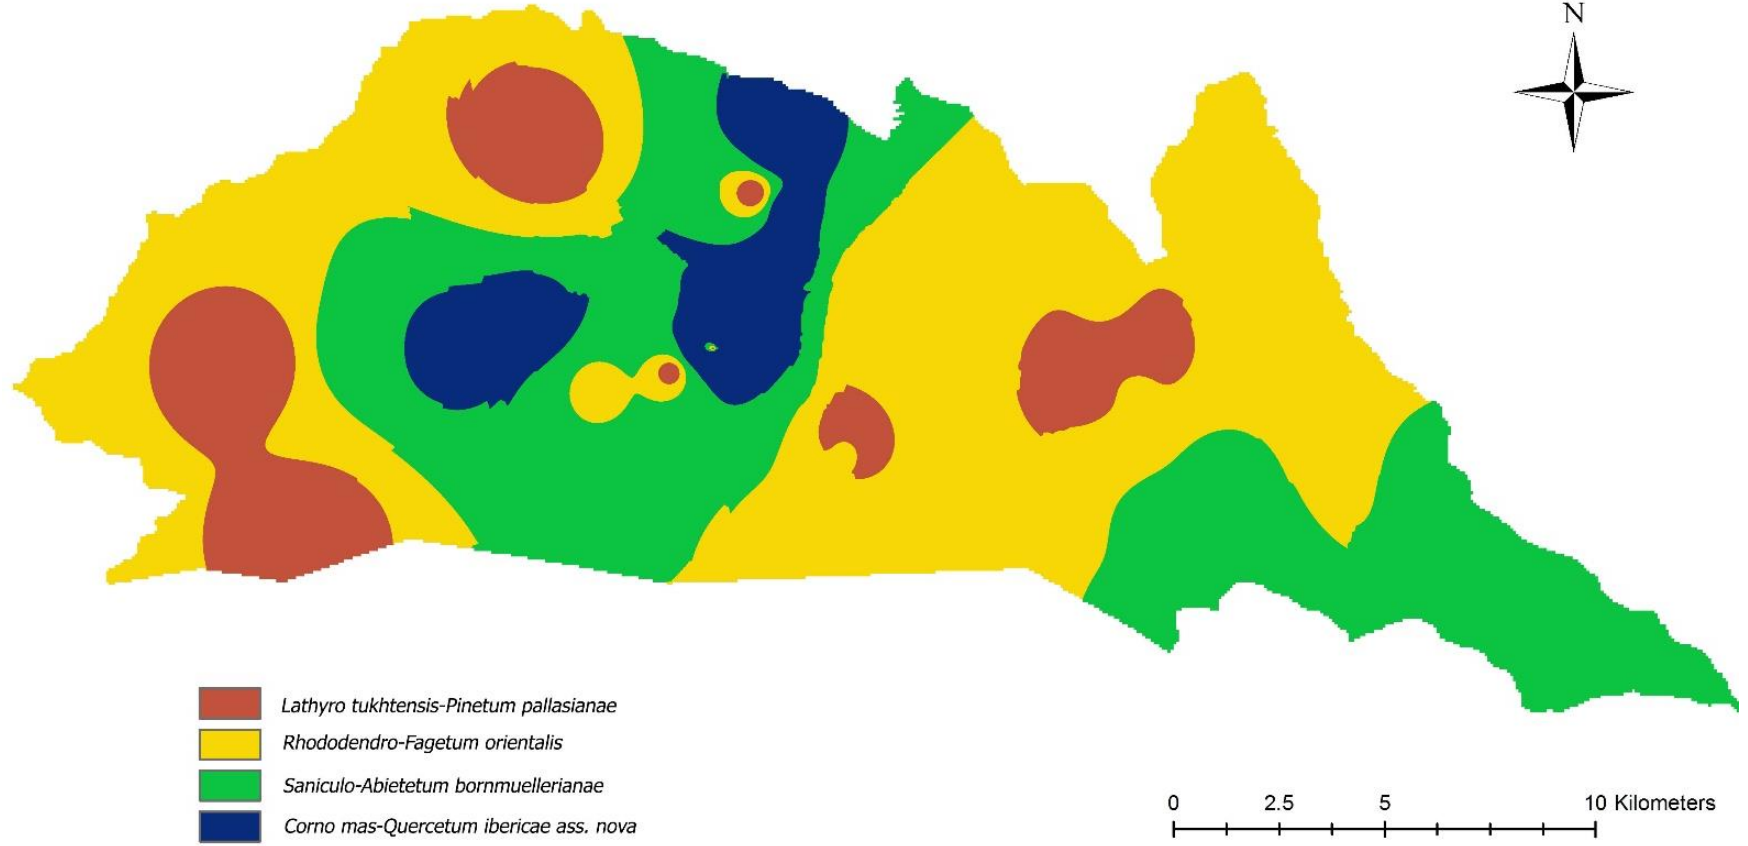 N
Lathyro tukhtensis-Pinetum pallasianae
Rhododendro-Fagetum orientalis
Saniculo-Abietetum bornmuellerianae
Corno mas-Quercetum ibericae ass. nova
0 2.5 5 10 Kilometers